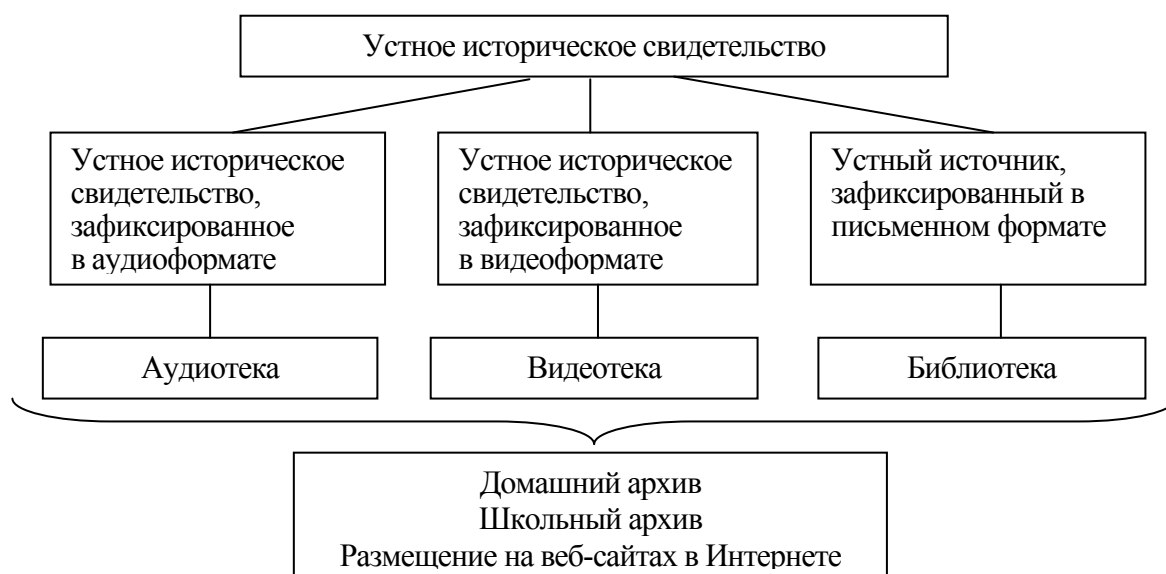 Устное историческое свидетельство
Устное историческое
свидетельство,
зафиксированное
в аудиоформате
Устное историческое
свидетельство,
зафиксированное
в видеоформате
Устный источник,
зафиксированный в
письменном формате
Аудиотека
Видеотека
Библиотека
Домашний архив
Школьный архив
Размещение на веб-сайтах в Интернете